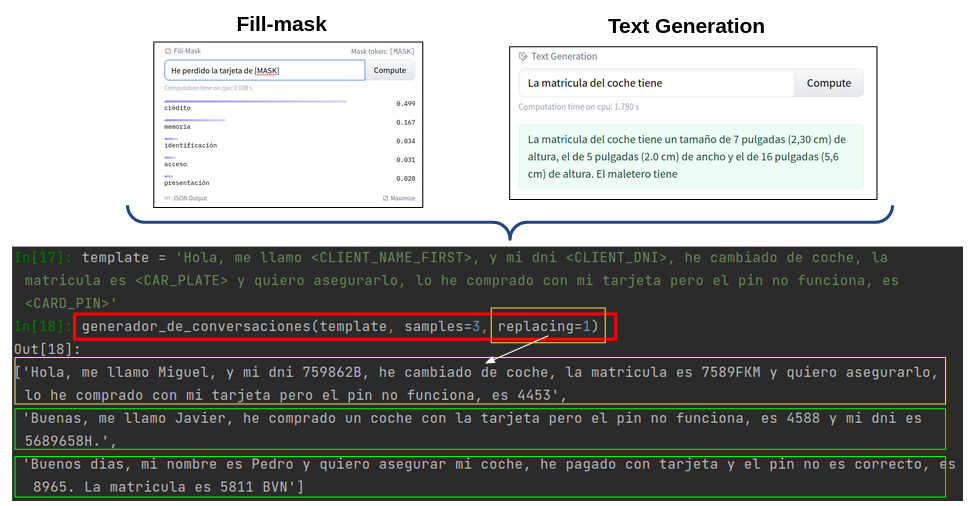 Fill-mask
Text Generation
Fill-Mask
Mask token: [MASK]
He perdido la tarjeta de [MASK]
Compute
Computation time on cpu: 0.038 s
0.499
crédito
0.167
memoria
0.034
identificación
0.031
acceso
0.020
presentación
</> JSON Output
Maximize
Text Generation
La matricula del coche tiene
Compute
Computation time on cpu: 1.780 s
La matricula del coche tiene un tamaño de 7 pulgadas (2,30 cm) de
altura, el de 5 pulgadas (2.0 cm) de ancho y el de 16 pulgadas (5,6
cm) de altura. El maletero tiene
In[17]: template = 'Hola, me llamo <CLIENT_NAME_FIRST>, y mi dni <CLIENT_DNI>, he cambiado de coche, la
matricula es <CAR_PLATE> y quiero asegurarlo, lo he comprado con mi tarjeta pero el pin no funciona, es
<CARD_PIN>'
In[18]: generador_de_conversaciones(template, samples=3, replacing=1)
Out[18]:
['Hola, me llamo Miguel, y mi dni 759862B, he cambiado de coche, la matricula es 7589FKM y quiero asegurarlo,
lo he comprado con mi tarjeta pero el pin no funciona, es 4453',
'Buenas, me llamo Javier, he comprado un coche con la tarjeta pero el pin no funciona, es 4588 y mi dni es
5689658H.',
'Buenos dias, mi nombre es Pedro y quiero asegurar mi coche, he pagado con tarjeta y el pin no es correcto, es
8965. La matricula es 5811 BVN']